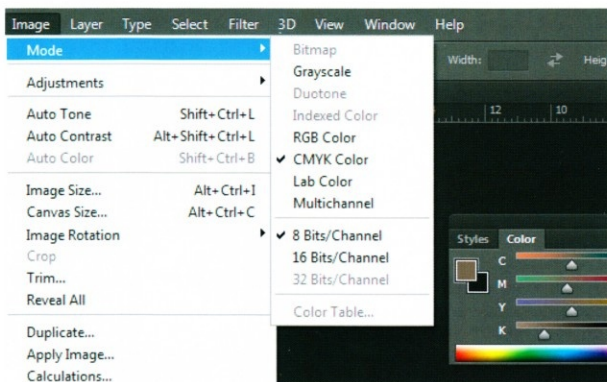 Image Layer Type Select Filter 3D View Window Help
Mode
Adjustments
Auto Tone Shift+Ctrl+L
Auto Contrast Alt+Shift+Ctrl+L
Auto Color Shift+Ctrl+B
Image Size... Alt+Ctrl+I
Canvas Size... Alt+Ctrl+C
Image Rotation
Crop
Trim...
Reveal All
Duplicate...
Apply Image...
Calculations...
Bitmap
Grayscale
Duotone
Indexed Color
RGB Color
✓ CMYK Color
Lab Color
Multichannel
✓ 8 Bits/Channel
16 Bits/Channel
32 Bits/Channel
Color Table...
Width:
12 10
Styles Color
C
M
Y
K